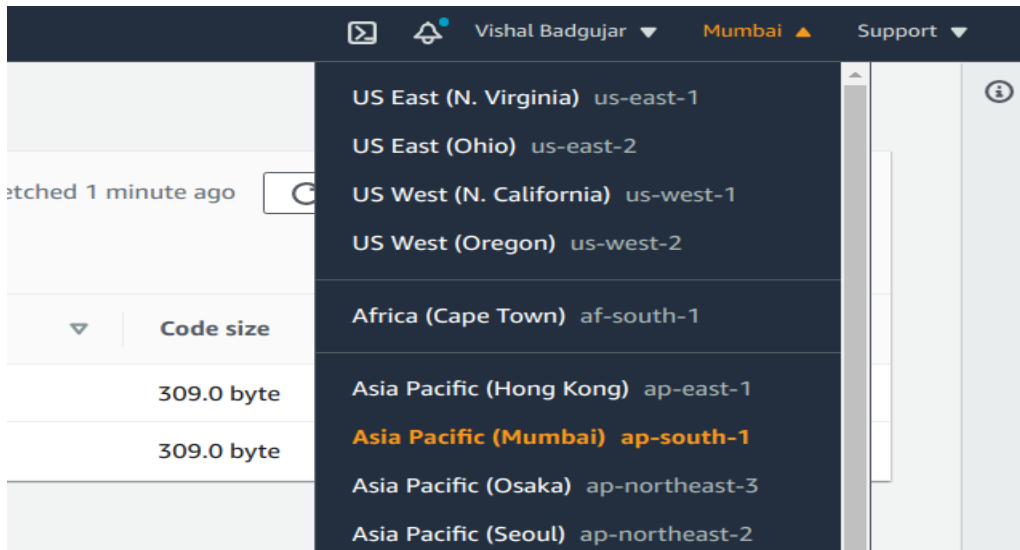 Vishal Badgujar ▼ Mumbai ▲ Support ▼
US East (N. Virginia) us-east-1
US East (Ohio) us-east-2
etched 1 minute ago
US West (N. California) us-west-1
US West (Oregon) us-west-2
Africa (Cape Town) af-south-1
Code size
Asia Pacific (Hong Kong) ap-east-1
309.0 byte
Asia Pacific (Mumbai) ap-south-1
309.0 byte
Asia Pacific (Osaka) ap-northeast-3
Asia Pacific (Seoul) ap-northeast-2